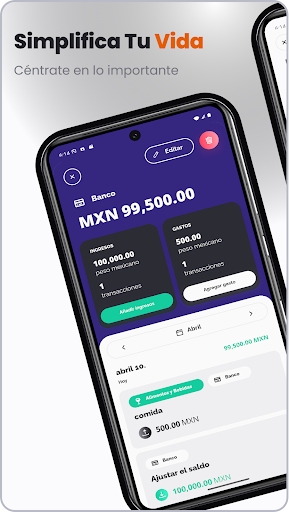 Simplifica Tu Vida
Céntrate en lo importante
6:14
Editar
Banco
MXN 99,500.00
INGRESOS
100,000.00
peso mexicano
1
transacciones
Añadir ingresos
GASTOS
500.00
peso mexicano
1
transacciones
Agregar gasto
Abril
abril 10.
Hoy
99,500.00 MXN
Alimentos y Bebidas
Banco
comida
500.00 MXN
Banco
Ajustar el saldo
100,000.00 MXN